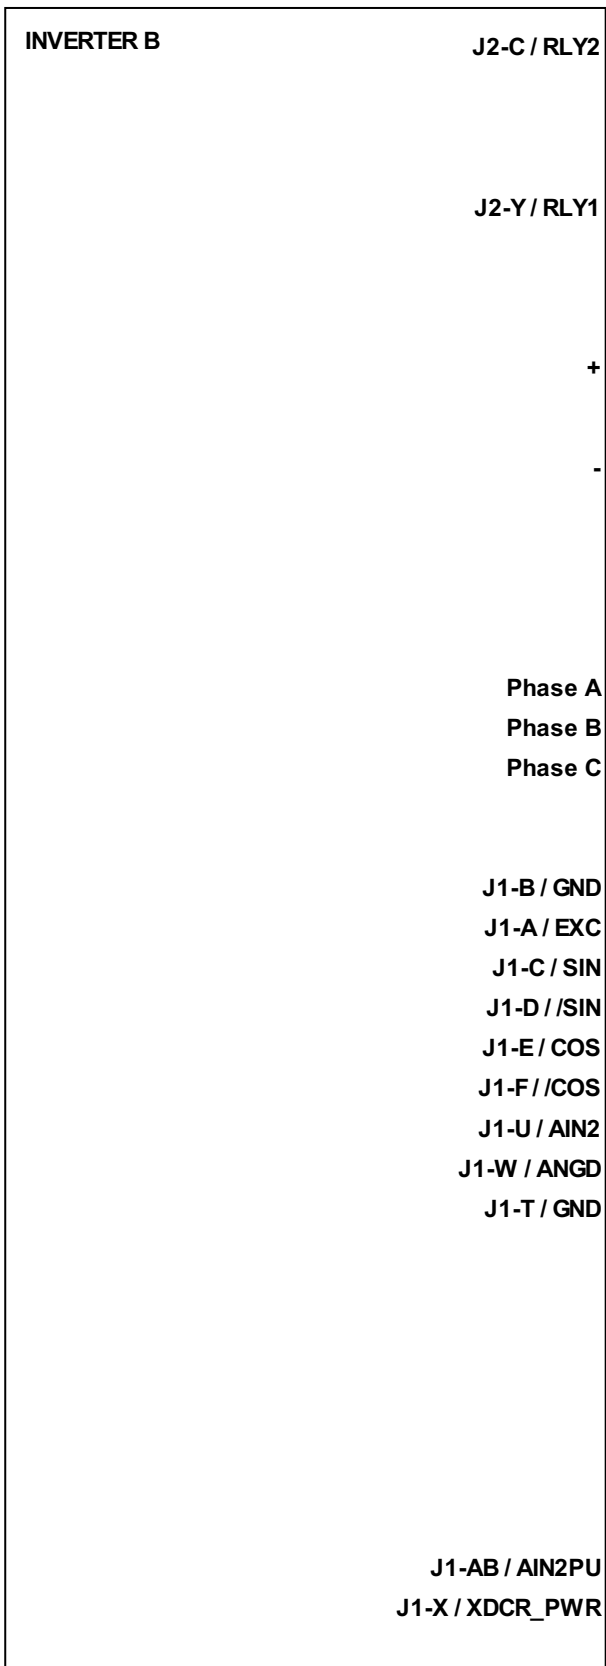 INVERTER B
J2-C / RLY2
J2-Y / RLY1
+
-
Phase A
Phase B
Phase C
J1-B / GND
J1-A / EXC
J1-C / SIN
J1-D / /SIN
J1-E / COS
J1-F / /COS
J1-U / AIN2
J1-W / ANGD
J1-T / GND
J1-AB / AIN2PU
J1-X / XDCR_PWR